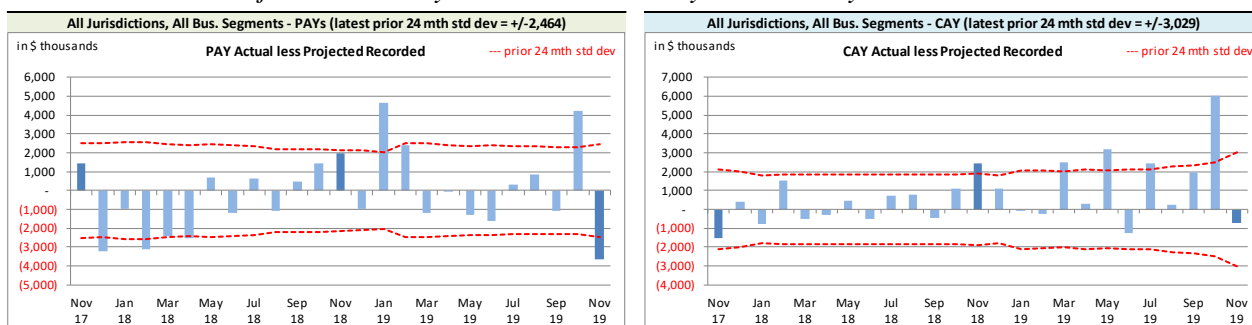 All Jurisdictions, All Bus. Segments - PAYs (latest prior 24 mth std dev = +/-2,464)
in $ thousands
PAY Actual less Projected Recorded
--- prior 24 mth std dev
6,000
5,000
4,000
3,000
2,000
1,000
-
(1,000)
(2,000)
(3,000)
(4,000)
(5,000)
Nov Jan Mar May Jul Sep Nov Jan Mar May Jul Sep Nov
17 18 18 18 18 18 18 19 19 19 19 19 19
All Jurisdictions, All Bus. Segments - CAY (latest prior 24 mth std dev = +/-3,029)
in $ thousands
CAY Actual less Projected Recorded
--- prior 24 mth std dev
7,000
6,000
5,000
4,000
3,000
2,000
1,000
-
(1,000)
(2,000)
(3,000)
(4,000)
Nov Jan Mar May Jul Sep Nov Jan Mar May Jul Sep Nov
17 18 18 18 18 18 18 19 19 19 19 19 19